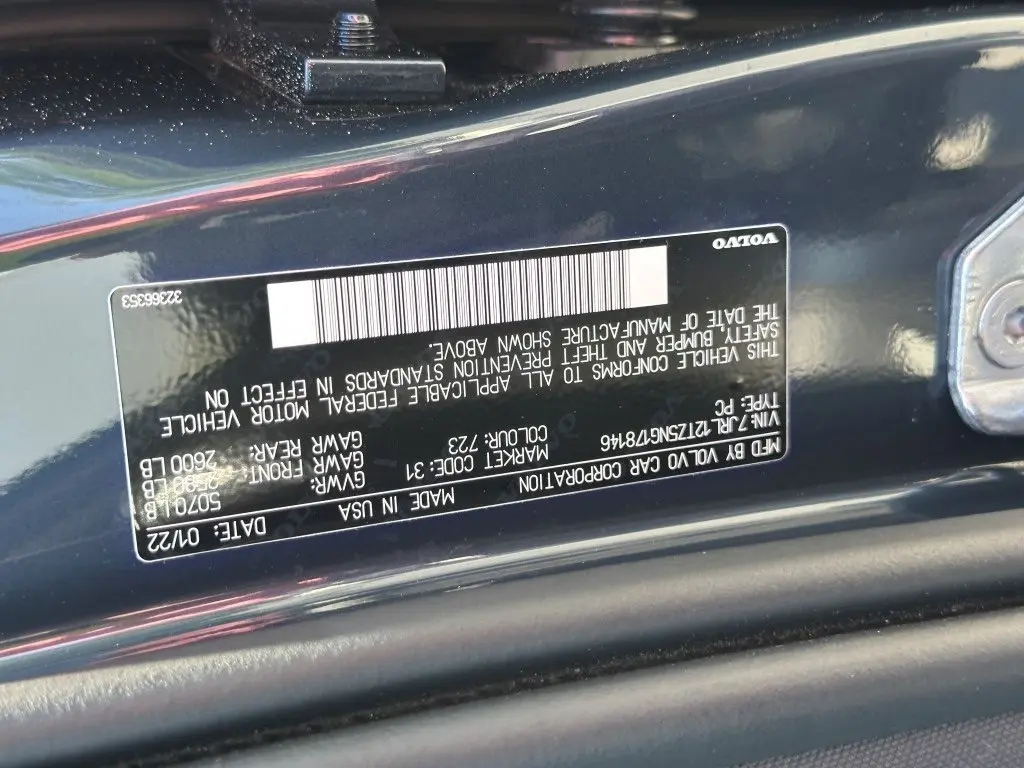 MFD BY VOLVO CAR CORPORATION MADE IN USA DATE: 01/22
VIN: 7JRL12TZ5NG178146 MARKET CODE: 31 GVWR: 5070 LB
TYPE: PC COLOUR: 723 GAWR FRONT: LB
GAWR REAR: 2600 LB
THIS VEHICLE CONFORMS TO ALL APPLICABLE FEDERAL MOTOR VEHICLE
SAFETY, BUMPER AND THEFT PREVENTION STANDARDS IN EFFECT ON
THE DATE OF MANUFACTURE SHOWN ABOVE.
VOLVO 32366353